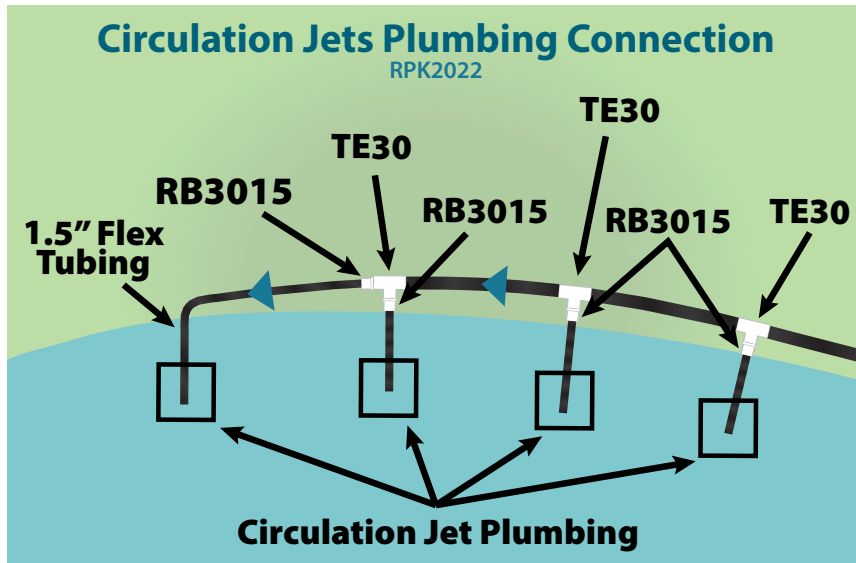 Circulation Jets Plumbing Connection
RPK2022
TE30
TE30
RB3015
RB3015
RB3015
TE30
1.5” Flex
Tubing
Circulation Jet Plumbing